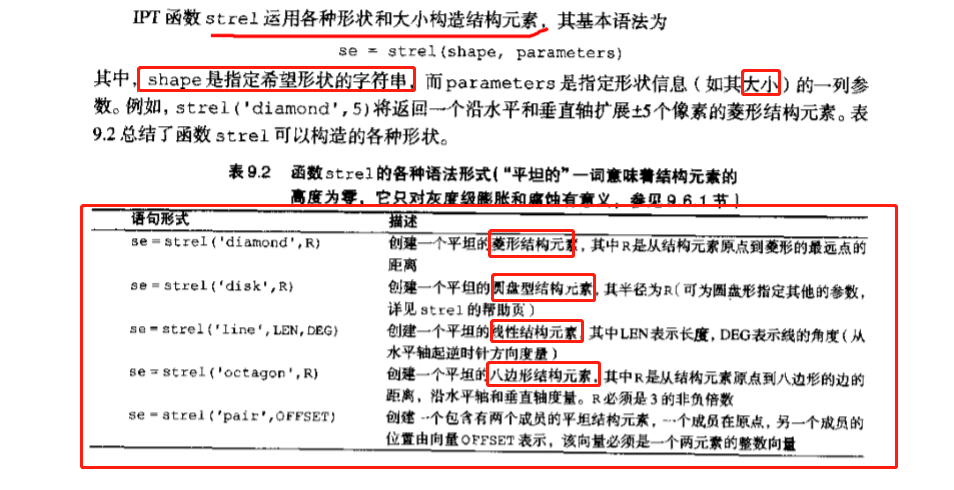 IPT 函数 strel 运用各种形状和大小构造结构元素，其基本语法为
se = strel(shape, parameters)
其中，shape 是指定希望形状的字符串，而 parameters 是指定形状信息（如其大小）的一列参
数。例如，strel('diamond',5)将返回一个沿水平和垂直轴扩展±5个像素的菱形结构元素。表
9.2 总结了函数 strel 可以构造的各种形状。
表 9.2 函数 strel 的各种语法形式（“平坦的”一词意味着结构元素的
高度为零，它只对灰度级膨胀和腐蚀有意义，参见 9.6.1 节）
语句形式 描述
se = strel('diamond',R) 创建一个平坦的菱形结构元素，其中R是从结构元素原点到菱形的最远点的
距离
se = strel('disk',R) 创建一个平坦的圆盘型结构元素，其半径为R（可为圆盘形指定其他的参数，
详见 strel 的帮助页）
se = strel('line',LEN,DEG) 创建一个平坦的线性结构元素，其中LEN表示长度，DEG表示线的角度（从
水平轴起逆时针方向度量）
se = strel('octagon',R) 创建一个平坦的八边形结构元素，其中R是从结构元素原点到八边形的边的
距离，沿水平轴和垂直轴度量。R必须是3的非负倍数
se = strel('pair',OFFSET) 创建一个包含有两个成员的平坦结构元素，一个成员在原点，另一个成员的
位置由向量OFFSET表示，该向量必须是一个两元素的整数向量